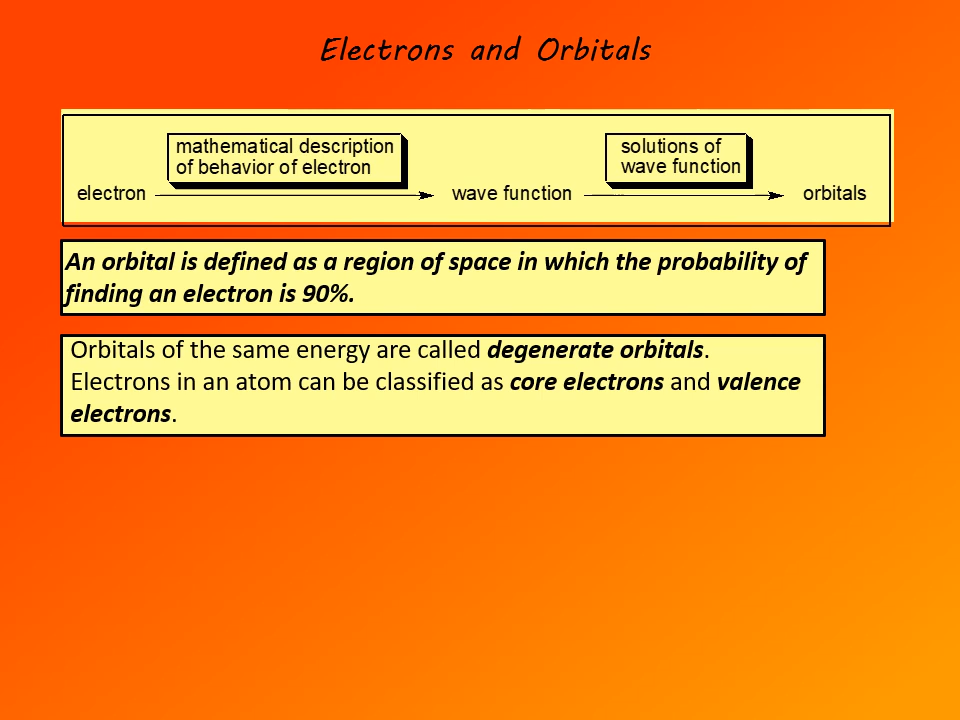 Electrons and Orbitals
mathematical description
of behavior of electron
solutions of
wave function
electron wave function orbitals
An orbital is defined as a region of space in which the probability of
finding an electron is 90%.
Orbitals of the same energy are called degenerate orbitals.
Electrons in an atom can be classified as core electrons and valence
electrons.